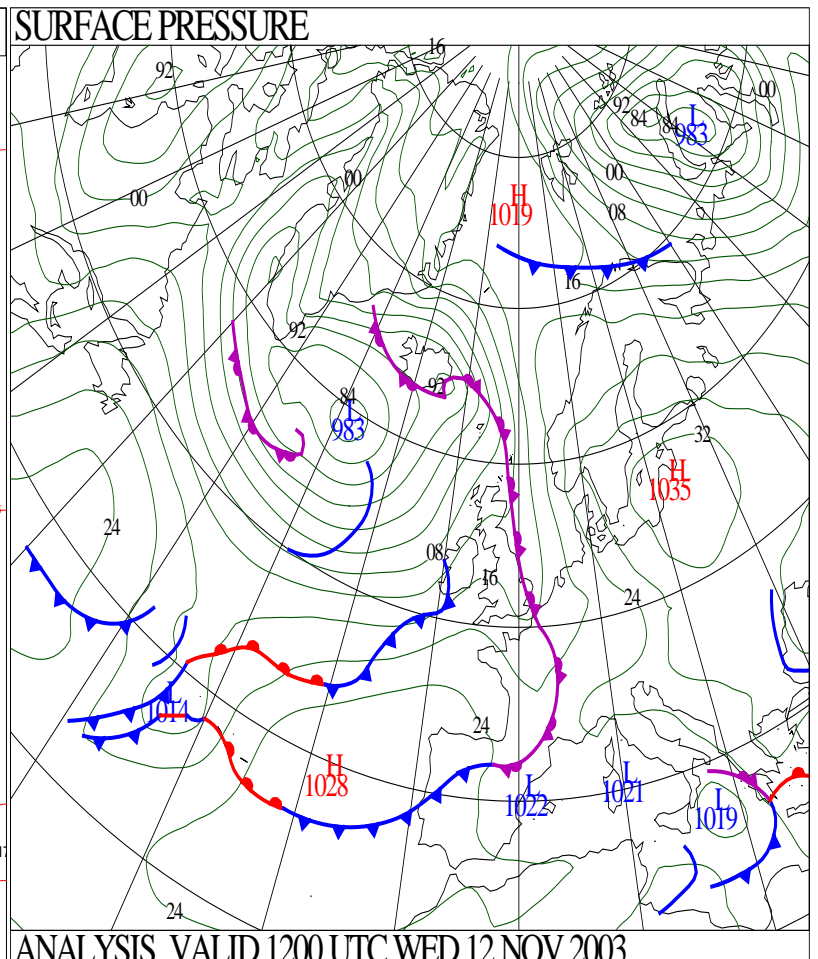 SURFACE PRESSURE
16
92
00
92
84
84
L
983
00
00
00
H
1019
08
16
92
92
84
L
983
32
H
1035
24
08
16
24
L
1014
24
H
1028
L
1022
L
1021
L
1019
24
ANALYSIS VALID 1200 UTC WED 12 NOV 2003